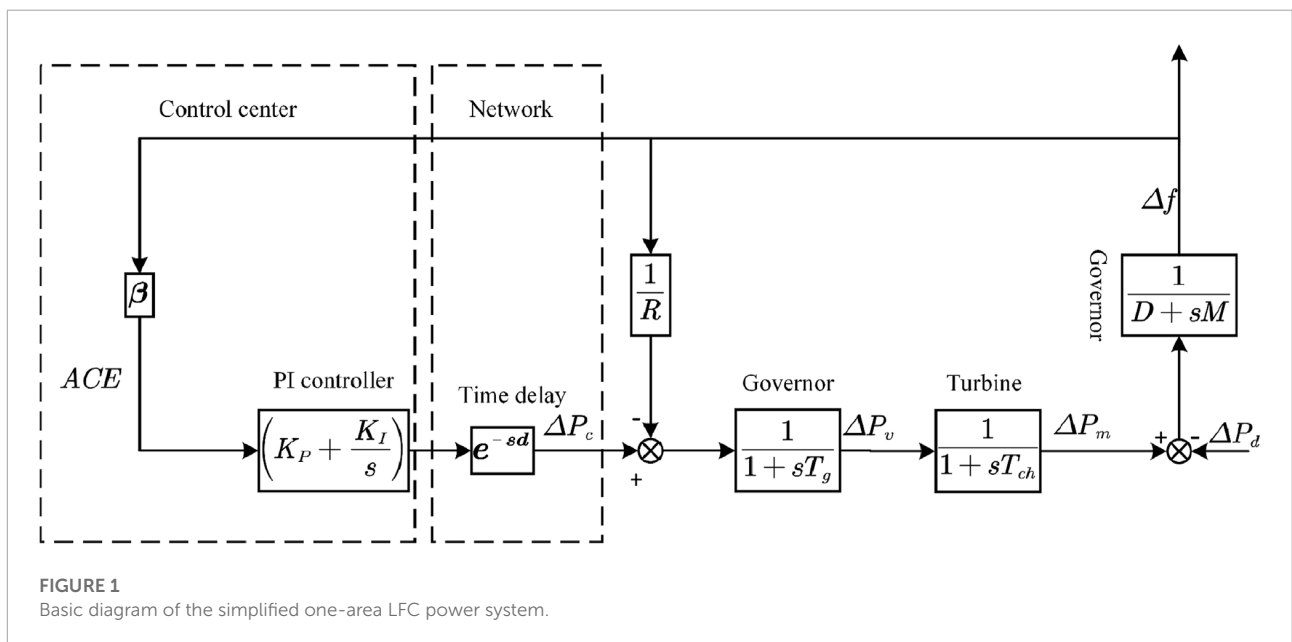 Control center
Network
Δf
β
1
R
Governor
1
D + sM
ACE
PI controller
(K_P + K_I/s)
Time delay
e^{-sd}
ΔP_c
-
+
Governor
1
1 + sT_g
ΔP_v
Turbine
1
1 + sT_{ch}
ΔP_m
+
-
ΔP_d
FIGURE 1
Basic diagram of the simplified one-area LFC power system.